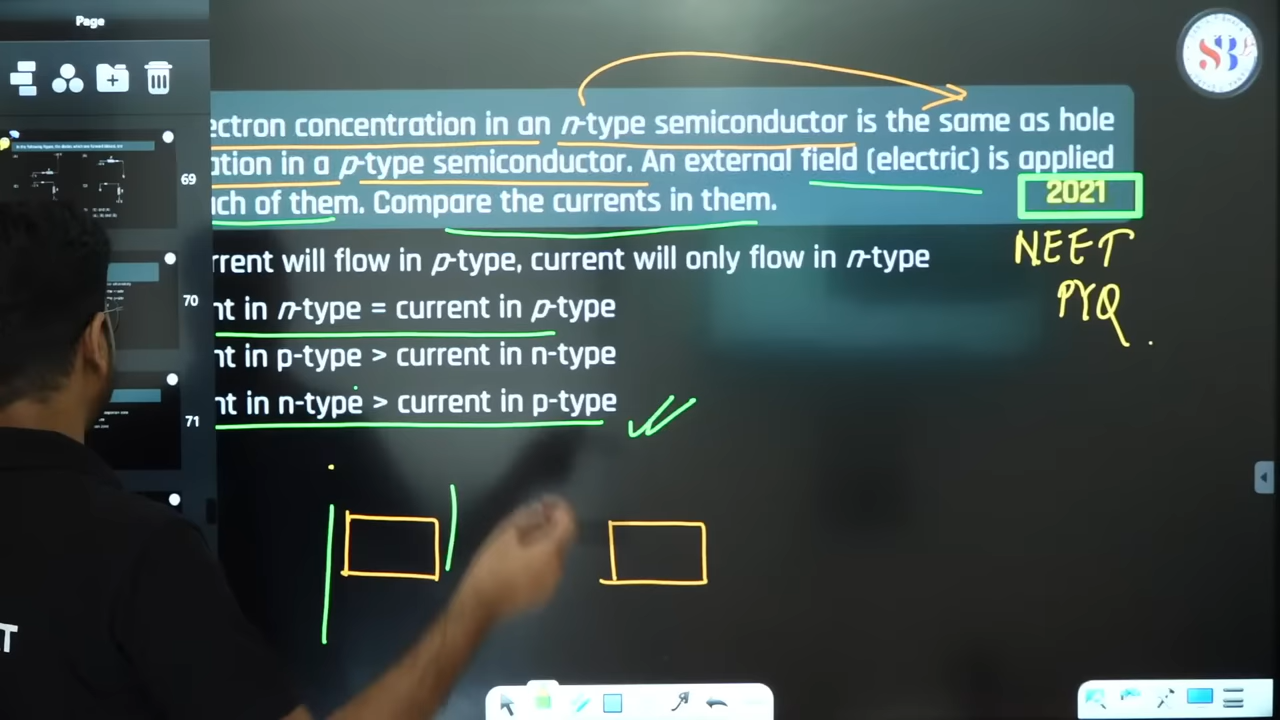 Page
ectron concentration in an n-type semiconductor is the same as hole
ation in a p-type semiconductor. An external field (electric) is applied
ach of them. Compare the currents in them.
2021
NEET
PYQ
rrent will flow in p-type, current will only flow in n-type
nt in n-type = current in p-type
nt in p-type > current in n-type
nt in n-type > current in p-type
69
70
71
SB
T